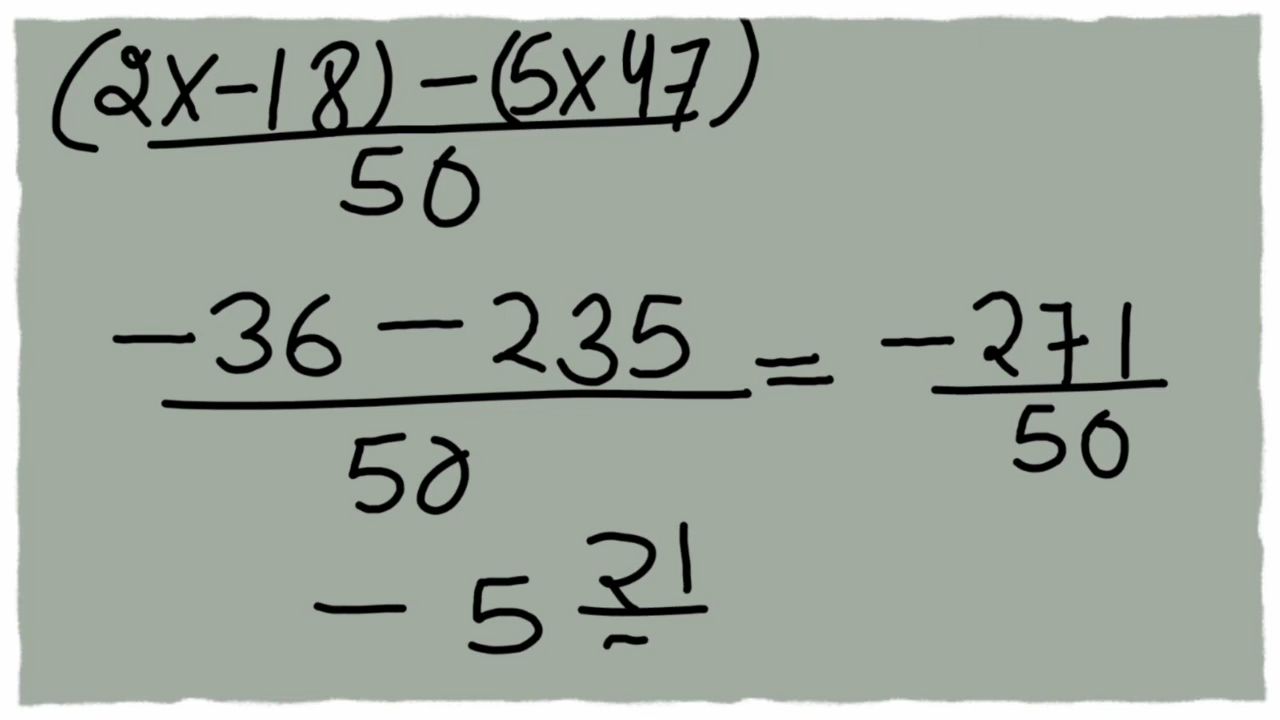 (2x-18) - (5x47)
50
-36 - 235 = -271
50 50
- 5 21